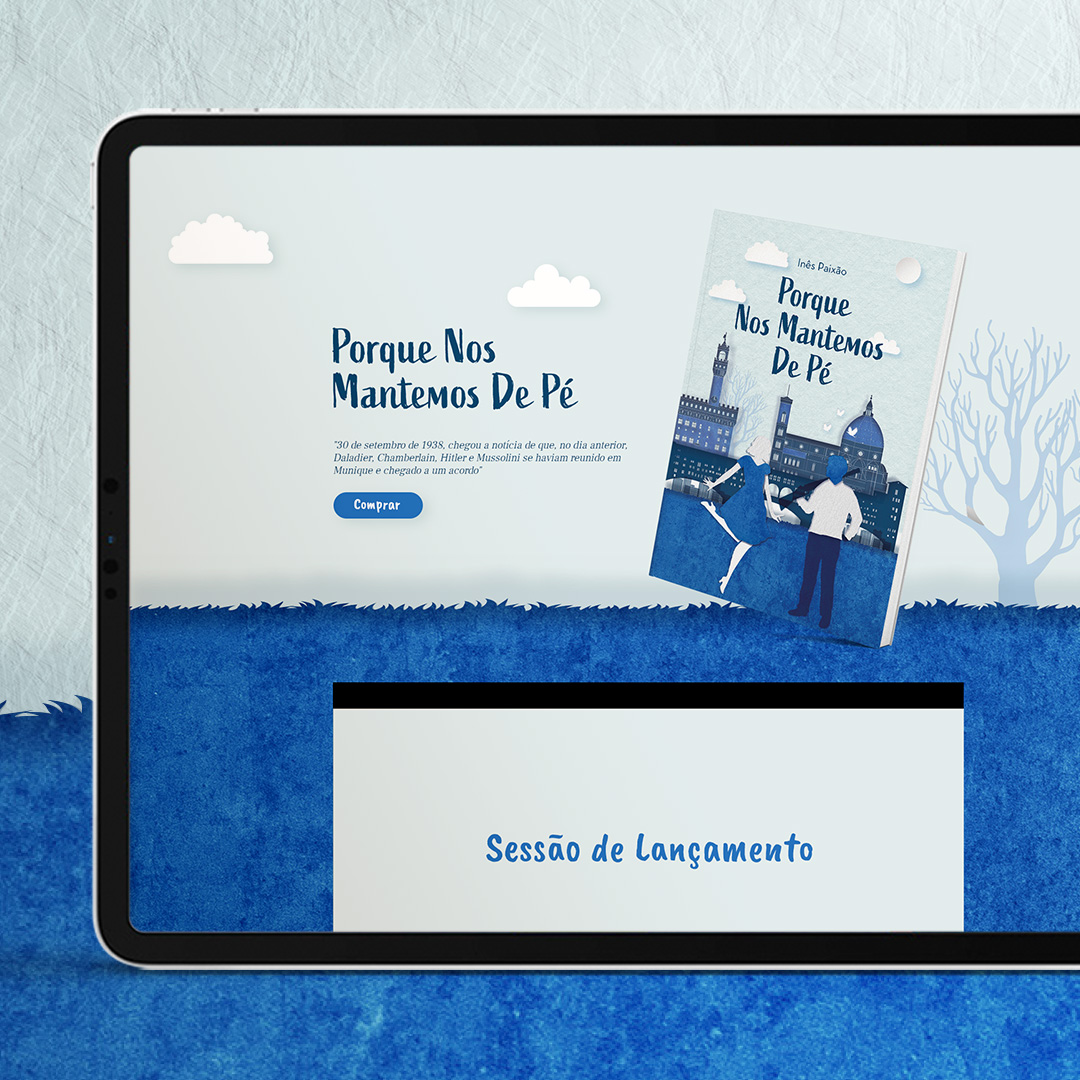 Porque Nos
Mantemos De Pé
"30 de setembro de 1938, chegou a notícia de que, no dia anterior,
Daladier, Chamberlain, Hitler e Mussolini se haviam reunido em
Munique e chegado a um acordo"
Comprar
Inês Paixão
Porque
Nos Mantemos
De Pé
Sessão de Lançamento